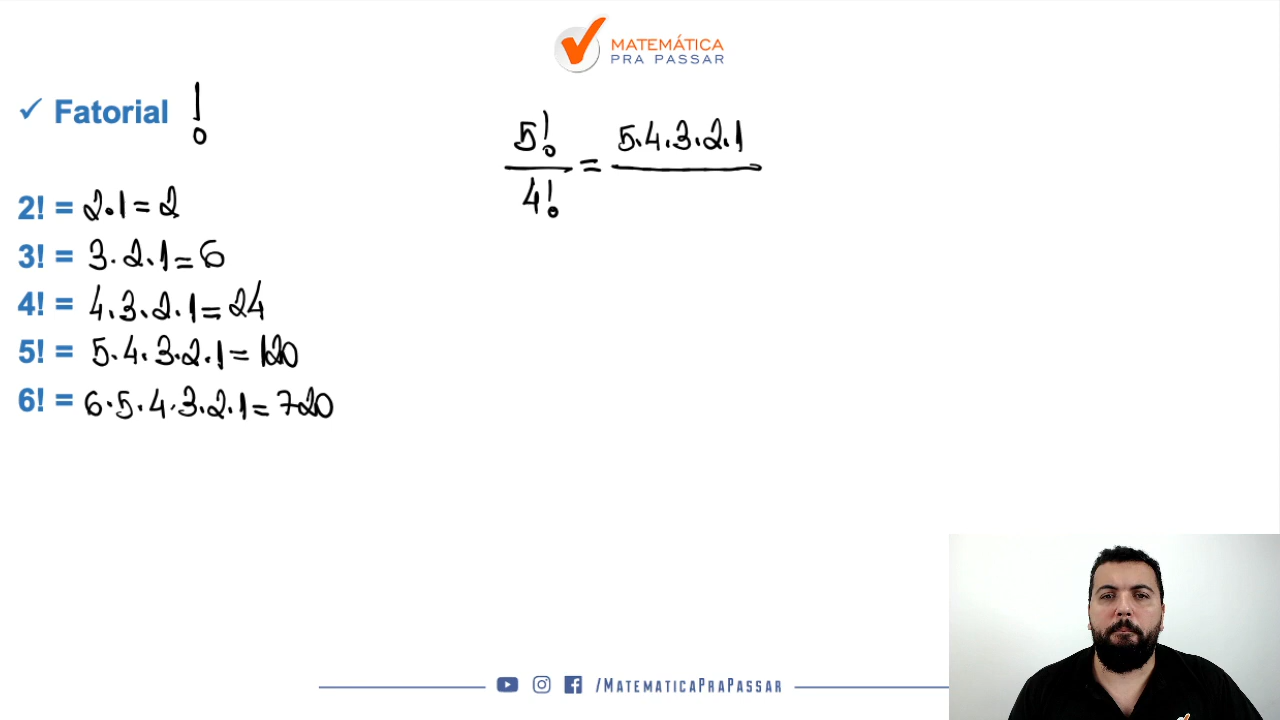 MATEMÁTICA
PRA PASSAR
✓ Fatorial !
2! = 2.1 = 2
3! = 3.2.1 = 6
4! = 4.3.2.1 = 24
5! = 5.4.3.2.1 = 120
6! = 6.5.4.3.2.1 = 720
5!/4! = 5.4.3.2.1
/MATEMATICAPRAPASSAR